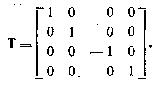 T = 1 0 0 0
0 1 0 0
0 0 —1 0
0 0 0 1 .